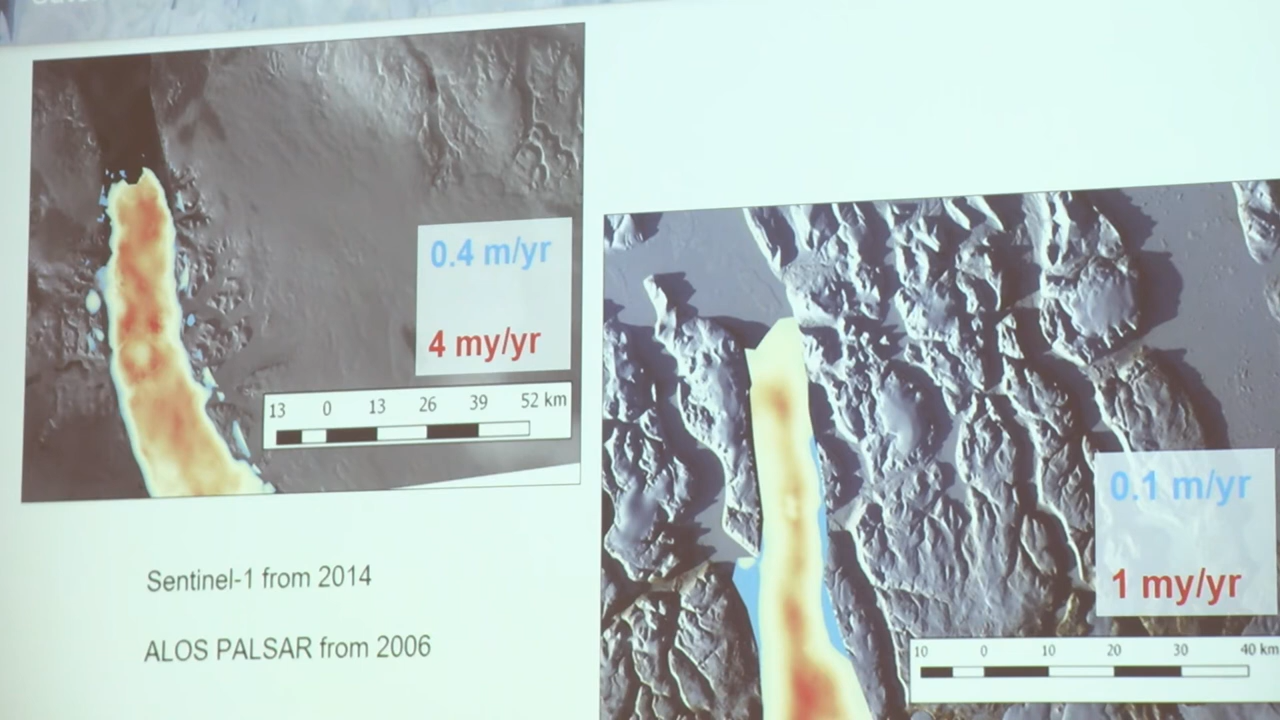 0.4 m/yr
4 my/yr
13 0 13 26 39 52 km
Sentinel-1 from 2014
ALOS PALSAR from 2006
0.1 m/yr
1 my/yr
10 0 10 20 30 40 km